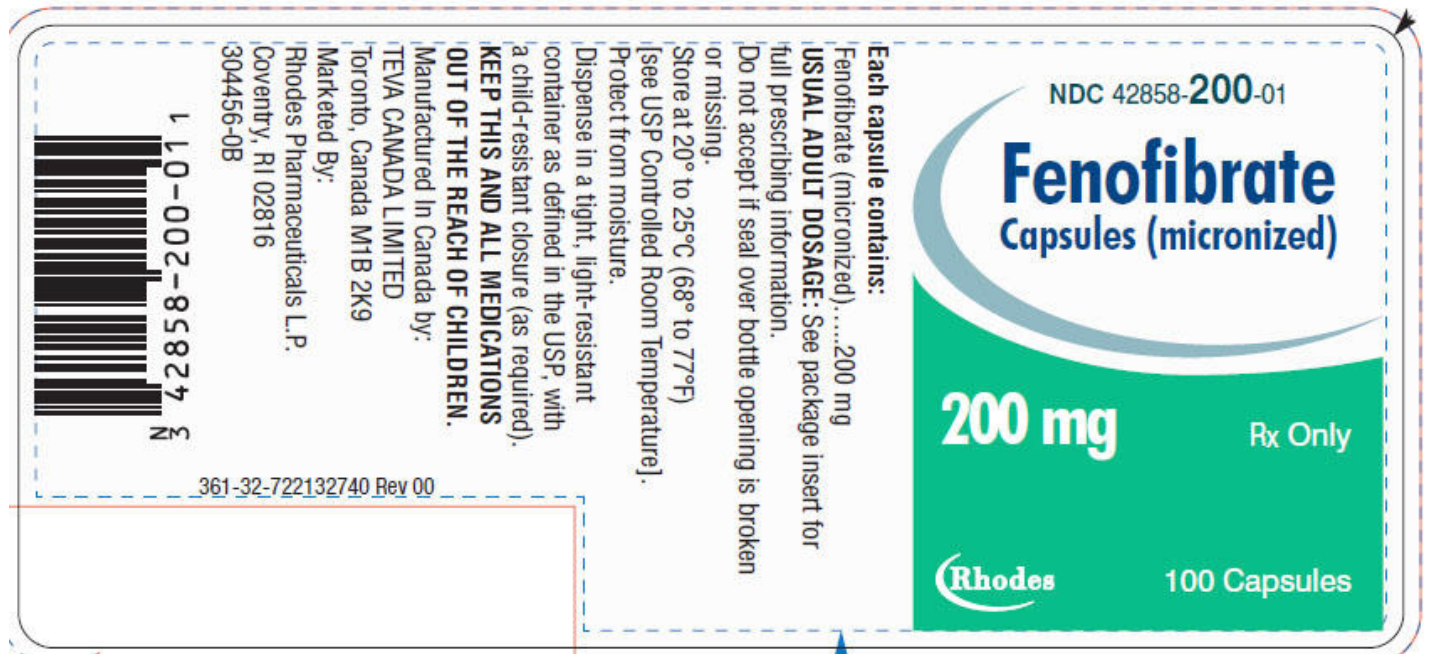 NDC 42858-200-01
Fenofibrate
Capsules (micronized)
200 mg
Rx Only
Rhodes
100 Capsules
Each capsule contains:
Fenofibrate (micronized).....200 mg
USUAL ADULT DOSAGE: See package insert for
full prescribing information.
Do not accept if seal over bottle opening is broken
or missing.
Store at 20° to 25°C (68° to 77°F)
[see USP Controlled Room Temperature].
Protect from moisture.
Dispense in a tight, light-resistant
container as defined in the USP, with
a child-resistant closure (as required).
KEEP THIS AND ALL MEDICATIONS
OUT OF THE REACH OF CHILDREN.
Manufactured In Canada by:
TEVA CANADA LIMITED
Toronto, Canada M1B 2K9
Marketed By:
Rhodes Pharmaceuticals L.P.
Coventry, RI 02816
304456-0B
N
3 42858-200-01 1
361-32-722132740 Rev 00